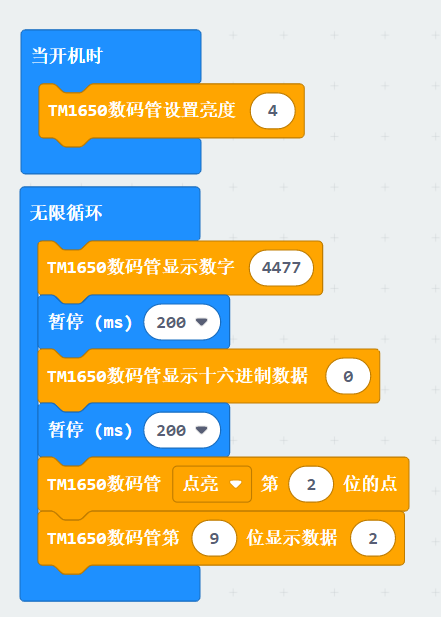 当开机时
TM1650数码管设置亮度 4
无限循环
TM1650数码管显示数字 4477
暂停 (ms) 200
TM1650数码管显示十六进制数据 0
暂停 (ms) 200
TM1650数码管 点亮 第 2 位的点
TM1650数码管第 9 位显示数据 2